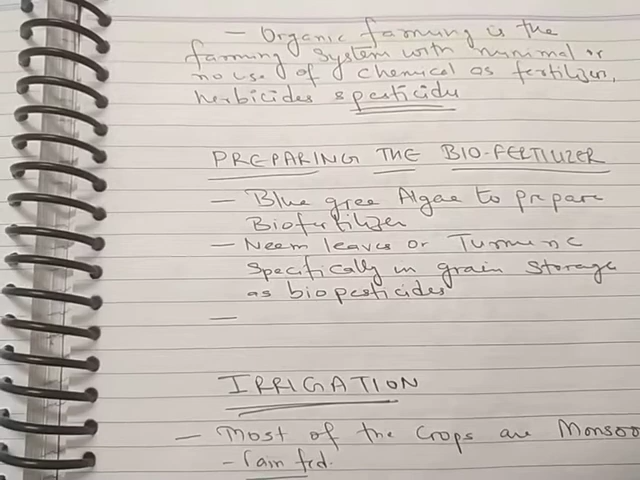 - Organic farming is the
farming system with minimal or
no use of chemical as fertilizer,
herbicides & pesticide
PREPARING THE BIO-FERTILIZER
- Blue gree Algae to prepare
Biofertilizer
- Neem leaves or Turmeric
Specifically in grain Storage
as biopesticides
-
IRRIGATION
- Most of the Crops are Monsoo
- rain fed.